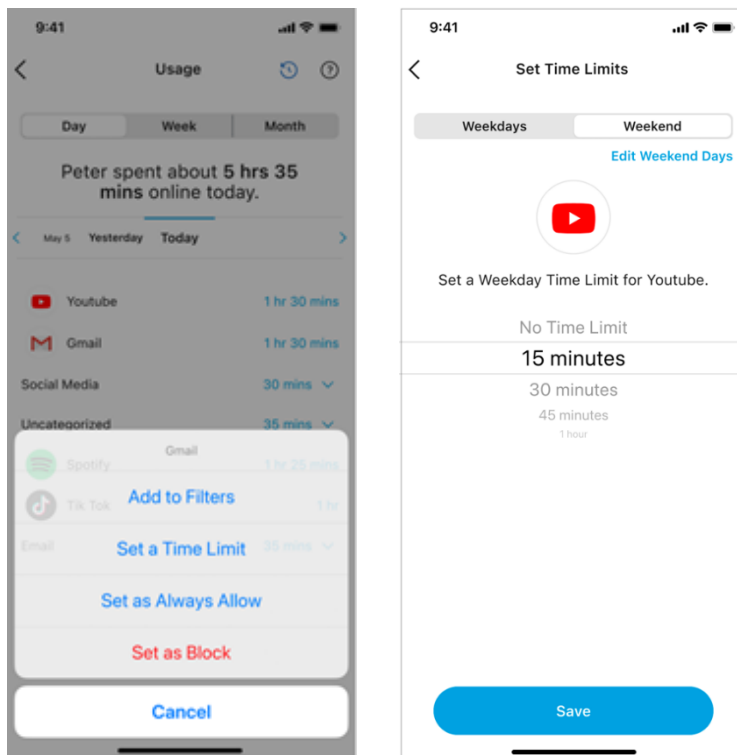 9:41
Usage
Day Week Month
Peter spent about 5 hrs 35
mins online today.
May 5 Yesterday Today
Youtube 1 hr 30 mins
Gmail 1 hr 30 mins
Social Media 30 mins
Uncategorized 35 mins
Gmail
Spotify 1 hr 25 mins
Add to Filters
Tik Tok 1 hr
Set a Time Limit
Email 35 mins
Set as Always Allow
Set as Block
Cancel
9:41
Set Time Limits
Weekdays Weekend
Edit Weekend Days
Set a Weekday Time Limit for Youtube.
No Time Limit
15 minutes
30 minutes
45 minutes
1 hour
Save